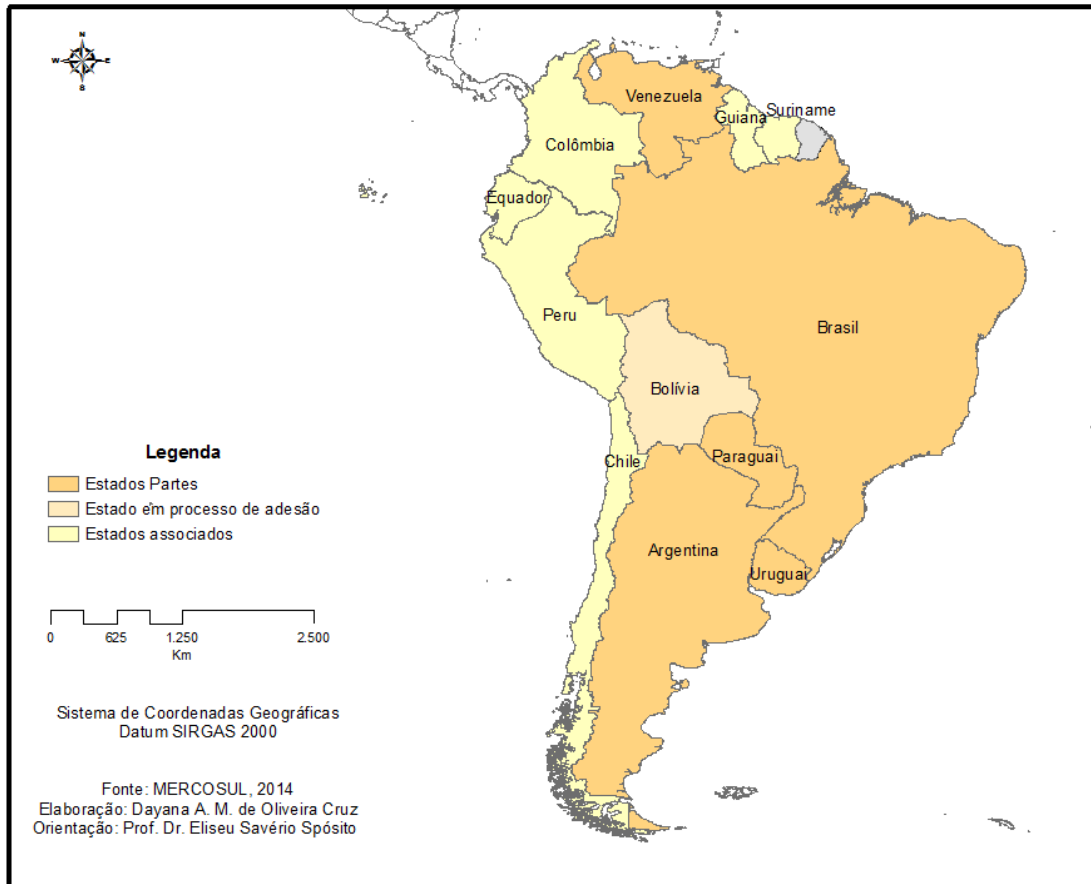 N
W E
S
Venezuela
Suriname
Guiana
Colômbia
Equador
Peru
Brasil
Bolívia
Paraguai
Chile
Argentina
Uruguai
Legenda
Estados Partes
Estado em processo de adesão
Estados associados
0 625 1.250 2.500
Km
Sistema de Coordenadas Geográficas
Datum SIRGAS 2000
Fonte: MERCOSUL, 2014
Elaboração: Dayana A. M. de Oliveira Cruz
Orientação: Prof. Dr. Eliseu Savério Spósito